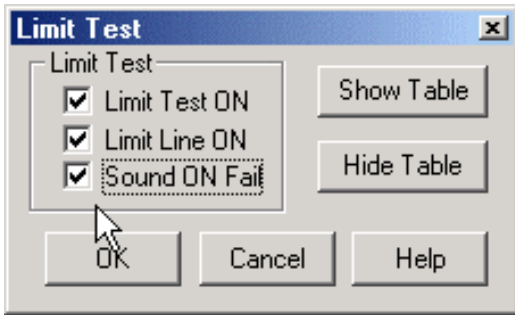 Limit Test
Limit Test
Limit Test ON
Limit Line ON
Sound ON Fail
Show Table
Hide Table
OK
Cancel
Help